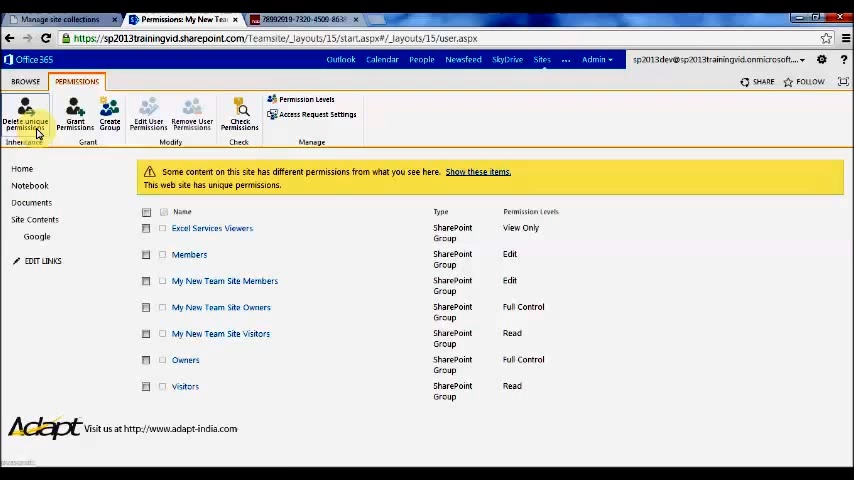 Manage site collections
Permissions: My New Tea
78992919-7320-4509-863
https://sp2013trainingvid.sharepoint.com/Teamsite/_layouts/15/start.aspx#/_layouts/15/user.aspx
Office 365
Outlook Calendar People Newsfeed SkyDrive Sites ... Admin
sp2013dev@sp2013trainingvid.onmicrosoft....
?
BROWSE PERMISSIONS
SHARE FOLLOW
Delete unique permissions
Grant Permissions
Create Group
Edit User Permissions
Remove User Permissions
Check Permissions
Permission Levels
Access Request Settings
Inheritance Grant Modify Check Manage
Home
Notebook
Documents
Site Contents
Google
EDIT LINKS
Some content on this site has different permissions from what you see here. Show these items.
This web site has unique permissions.
Name Type Permission Levels
Excel Services Viewers SharePoint Group View Only
Members SharePoint Group Edit
My New Team Site Members SharePoint Group Edit
My New Team Site Owners SharePoint Group Full Control
My New Team Site Visitors SharePoint Group Read
Owners SharePoint Group Full Control
Visitors SharePoint Group Read
Adapt Visit us at http://www.adapt-india.com